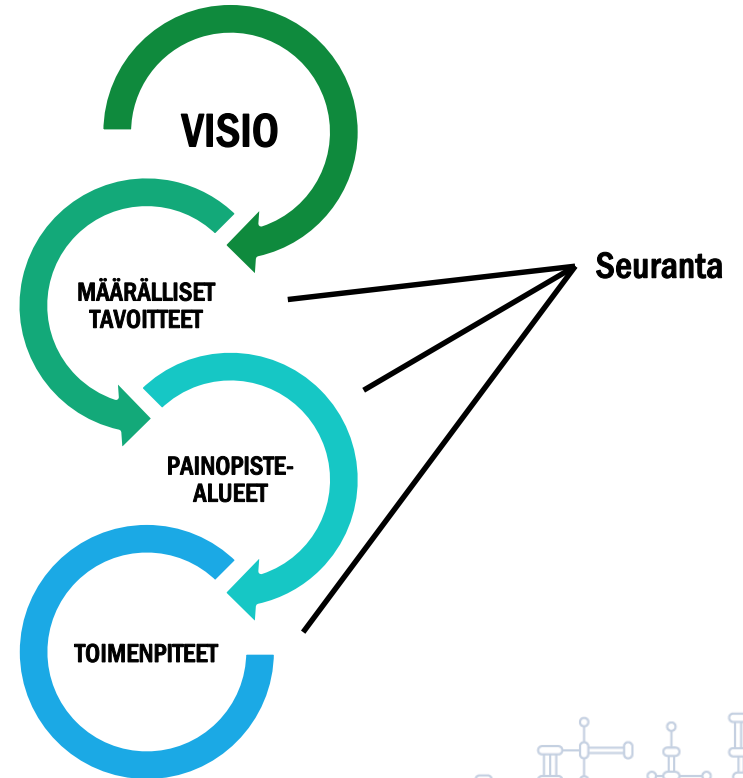 VISIO
MÄÄRÄLLISET
TAVOITTEET
Seuranta
PAINOPISTE-
ALUEET
TOIMENPITEET